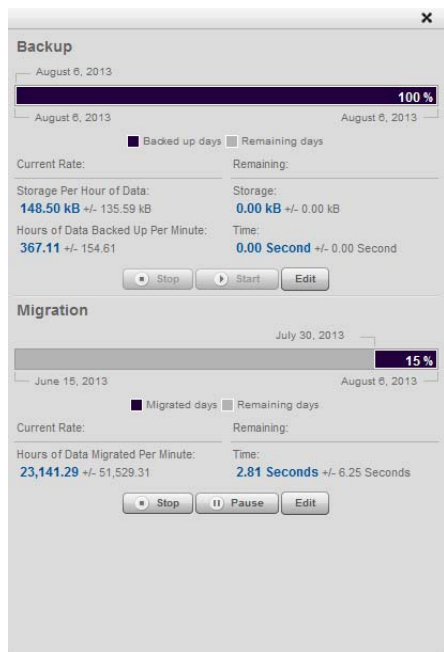 Backup
August 6, 2013
100 %
August 6, 2013 August 6, 2013
Backed up days Remaining days
Current Rate: Remaining:
Storage Per Hour of Data: Storage:
148.50 kB +/- 135.59 kB 0.00 kB +/- 0.00 kB
Hours of Data Backed Up Per Minute: Time:
367.11 +/- 154.61 0.00 Second +/- 0.00 Second
Stop Start Edit
Migration
July 30, 2013
15 %
June 15, 2013 August 6, 2013
Migrated days Remaining days
Current Rate: Remaining:
Hours of Data Migrated Per Minute: Time:
23,141.29 +/- 51,529.31 2.81 Seconds +/- 6.25 Seconds
Stop Pause Edit